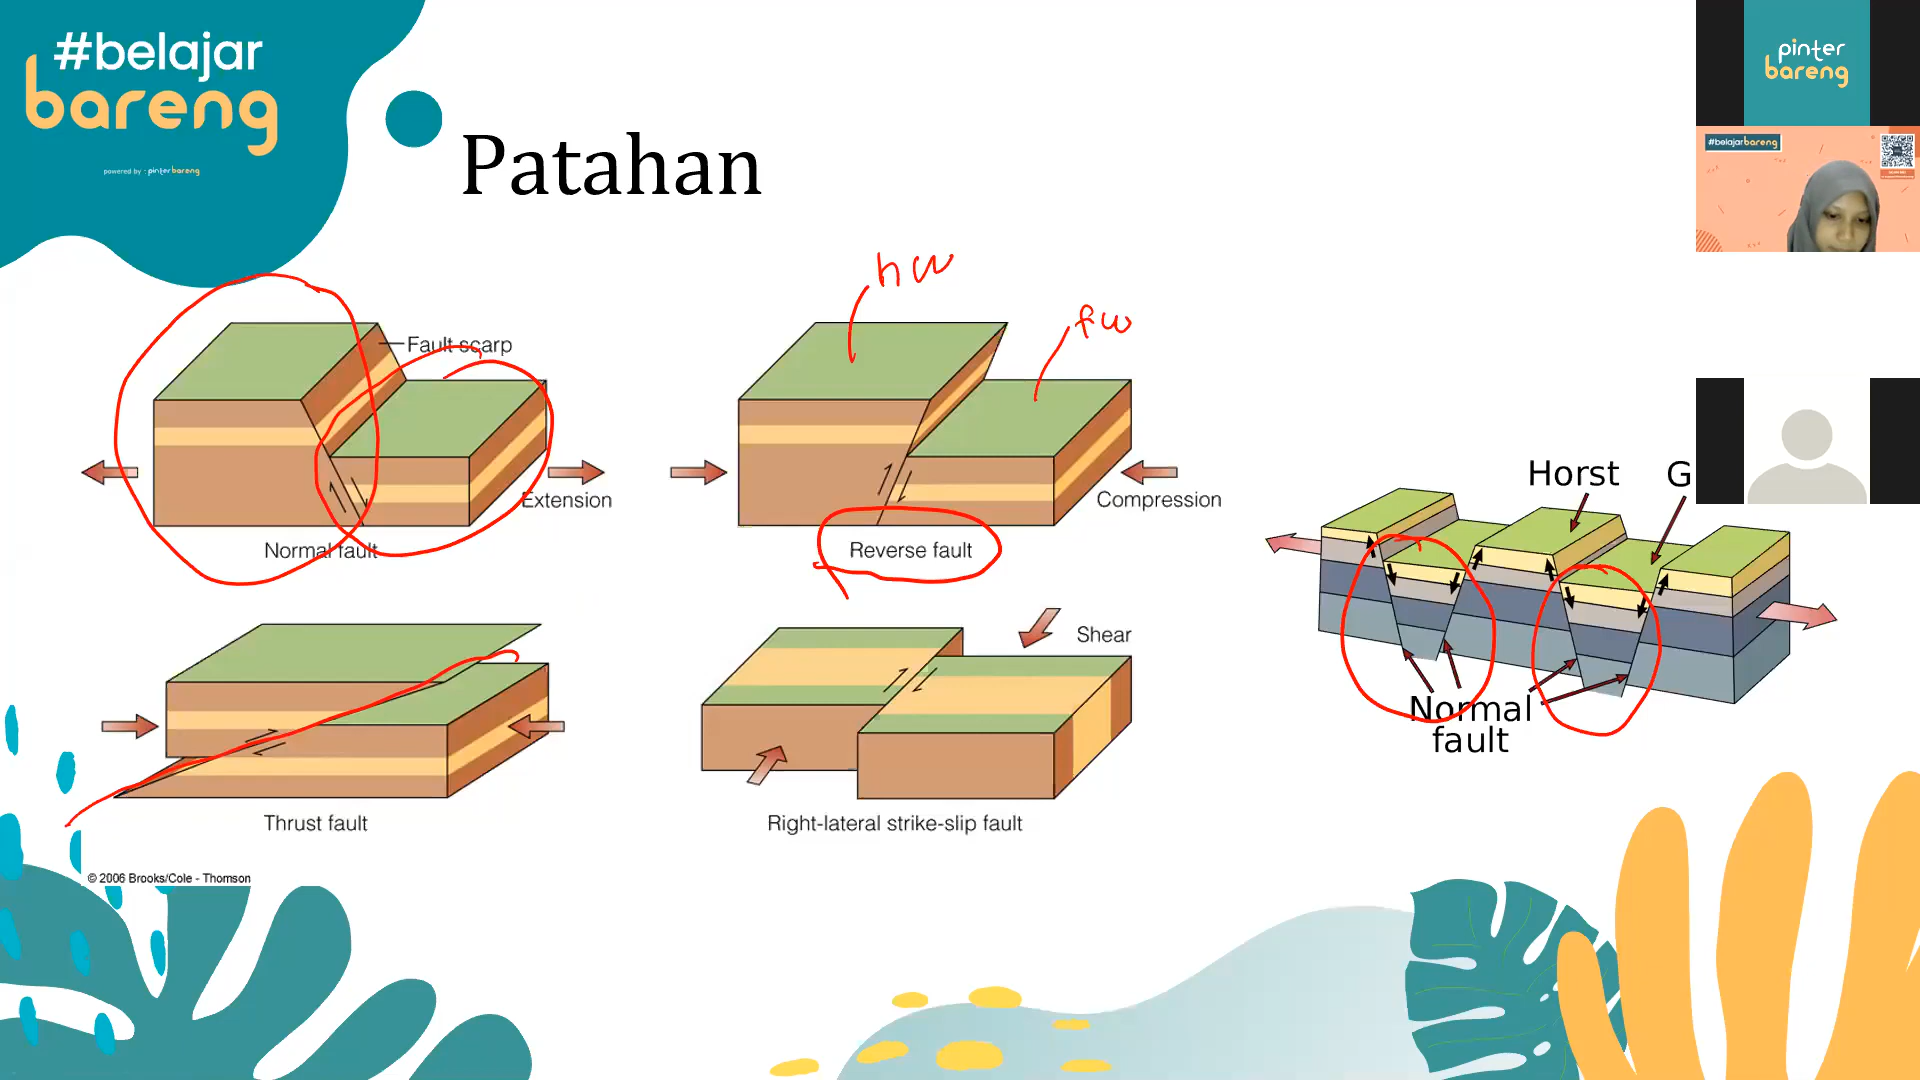 #belajar
bareng
powered by : pinterbareng
Patahan
pinter
bareng
#belajarbareng
hw
fw
Fault scarp
Extension
Normal fault
Compression
Reverse fault
Horst
G
Normal
fault
Shear
Thrust fault
Right-lateral strike-slip fault
© 2006 Brooks/Cole - Thomson